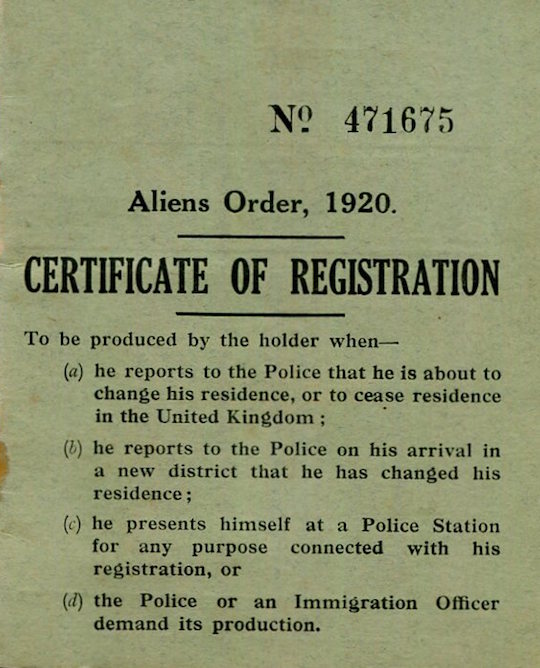 Nº 471675
Aliens Order, 1920.
CERTIFICATE OF REGISTRATION
To be produced by the holder when—
(a) he reports to the Police that he is about to
change his residence, or to cease residence
in the United Kingdom ;
(b) he reports to the Police on his arrival in
a new district that he has changed his
residence ;
(c) he presents himself at a Police Station
for any purpose connected with his
registration, or
(d) the Police or an Immigration Officer
demand its production.